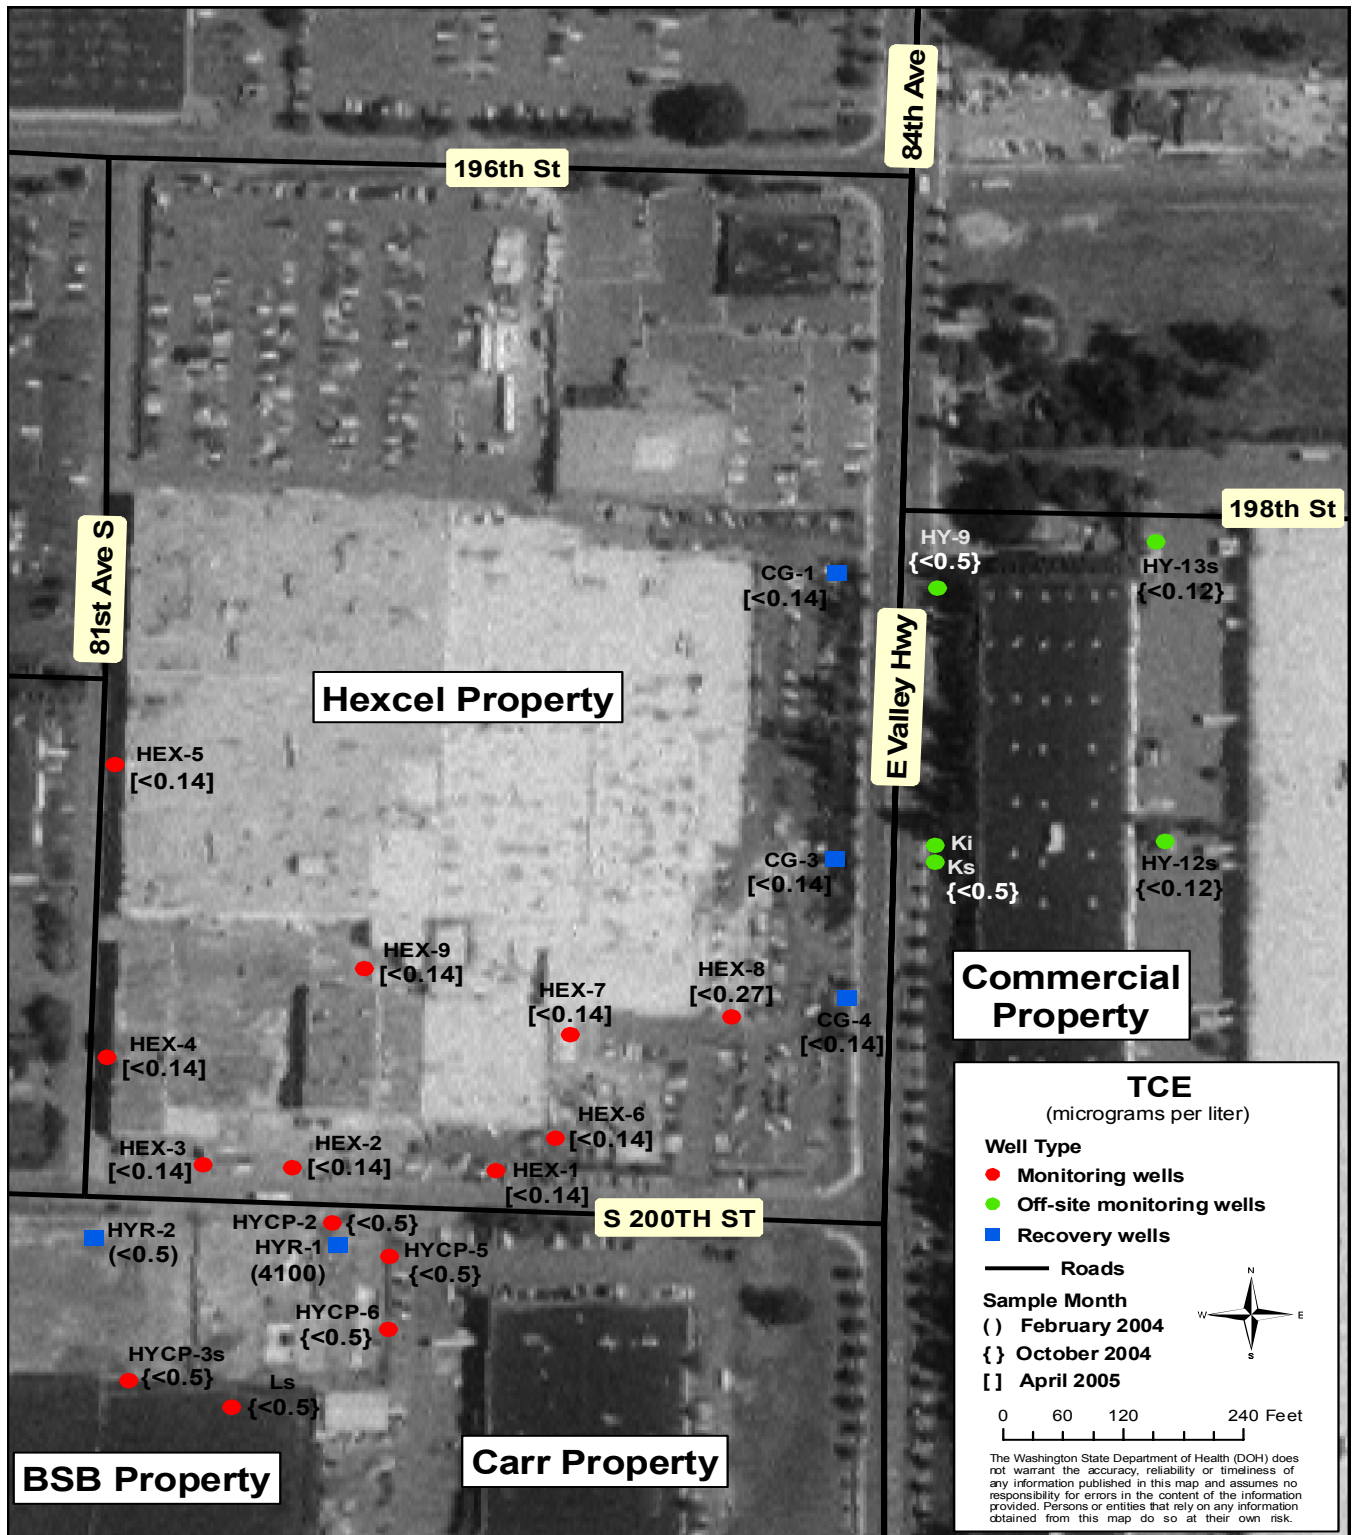 84th Ave
196th St
198th St
81st Ave S
HY-9
{<0.5}
HY-13s
{<0.12}
CG-1
[<0.14]
E Valley Hwy
Hexcel Property
HEX-5
[<0.14]
Ki
Ks
{<0.5}
CG-3
[<0.14]
HY-12s
{<0.12}
HEX-9
[<0.14]
HEX-8
[<0.27]
HEX-7
[<0.14]
CG-4
[<0.14]
Commercial
Property
HEX-4
[<0.14]
HEX-6
[<0.14]
HEX-3
[<0.14]
HEX-2
[<0.14]
HEX-1
[<0.14]
S 200TH ST
HYR-2
(<0.5)
HYCP-2
{<0.5}
HYR-1
(4100)
HYCP-5
{<0.5}
HYCP-6
{<0.5}
HYCP-3s
{<0.5}
Ls
{<0.5}
BSB Property
Carr Property
TCE
(micrograms per liter)
Well Type
Monitoring wells
Off-site monitoring wells
Recovery wells
Roads
Sample Month
( ) February 2004
{ } October 2004
[ ] April 2005
N
W
E
S
0 60 120 240 Feet
The Washington State Department of Health (DOH) does
not warrant the accuracy, reliability or timeliness of
any information published in this map and assumes no
responsibility for errors in the content of the information
provided. Persons or entities that rely on any information
obtained from this map do so at their own risk.